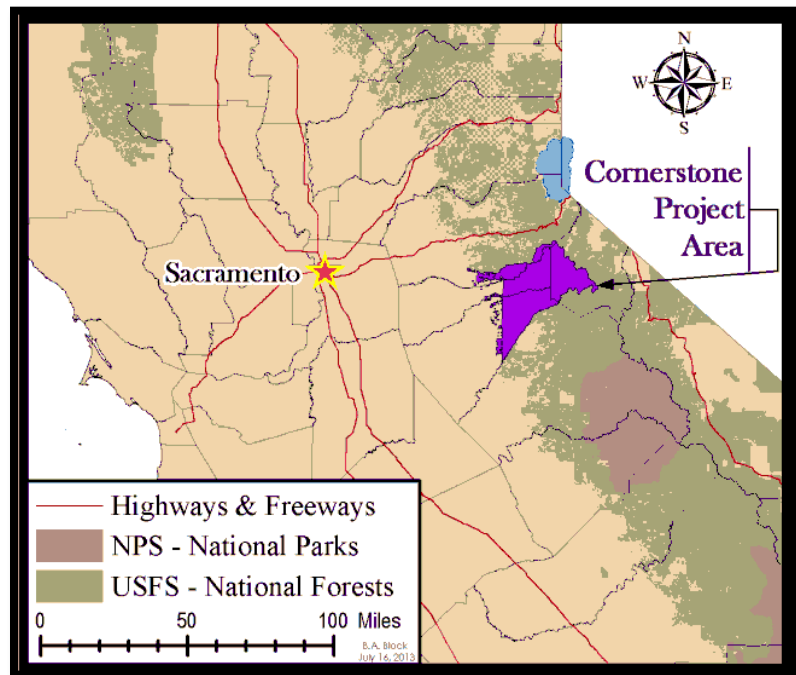 N
W E
S
Cornerstone
Project
Area
Sacramento
Highways & Freeways
NPS - National Parks
USFS - National Forests
0 50 100 Miles
B.A. Block
July 16, 2013